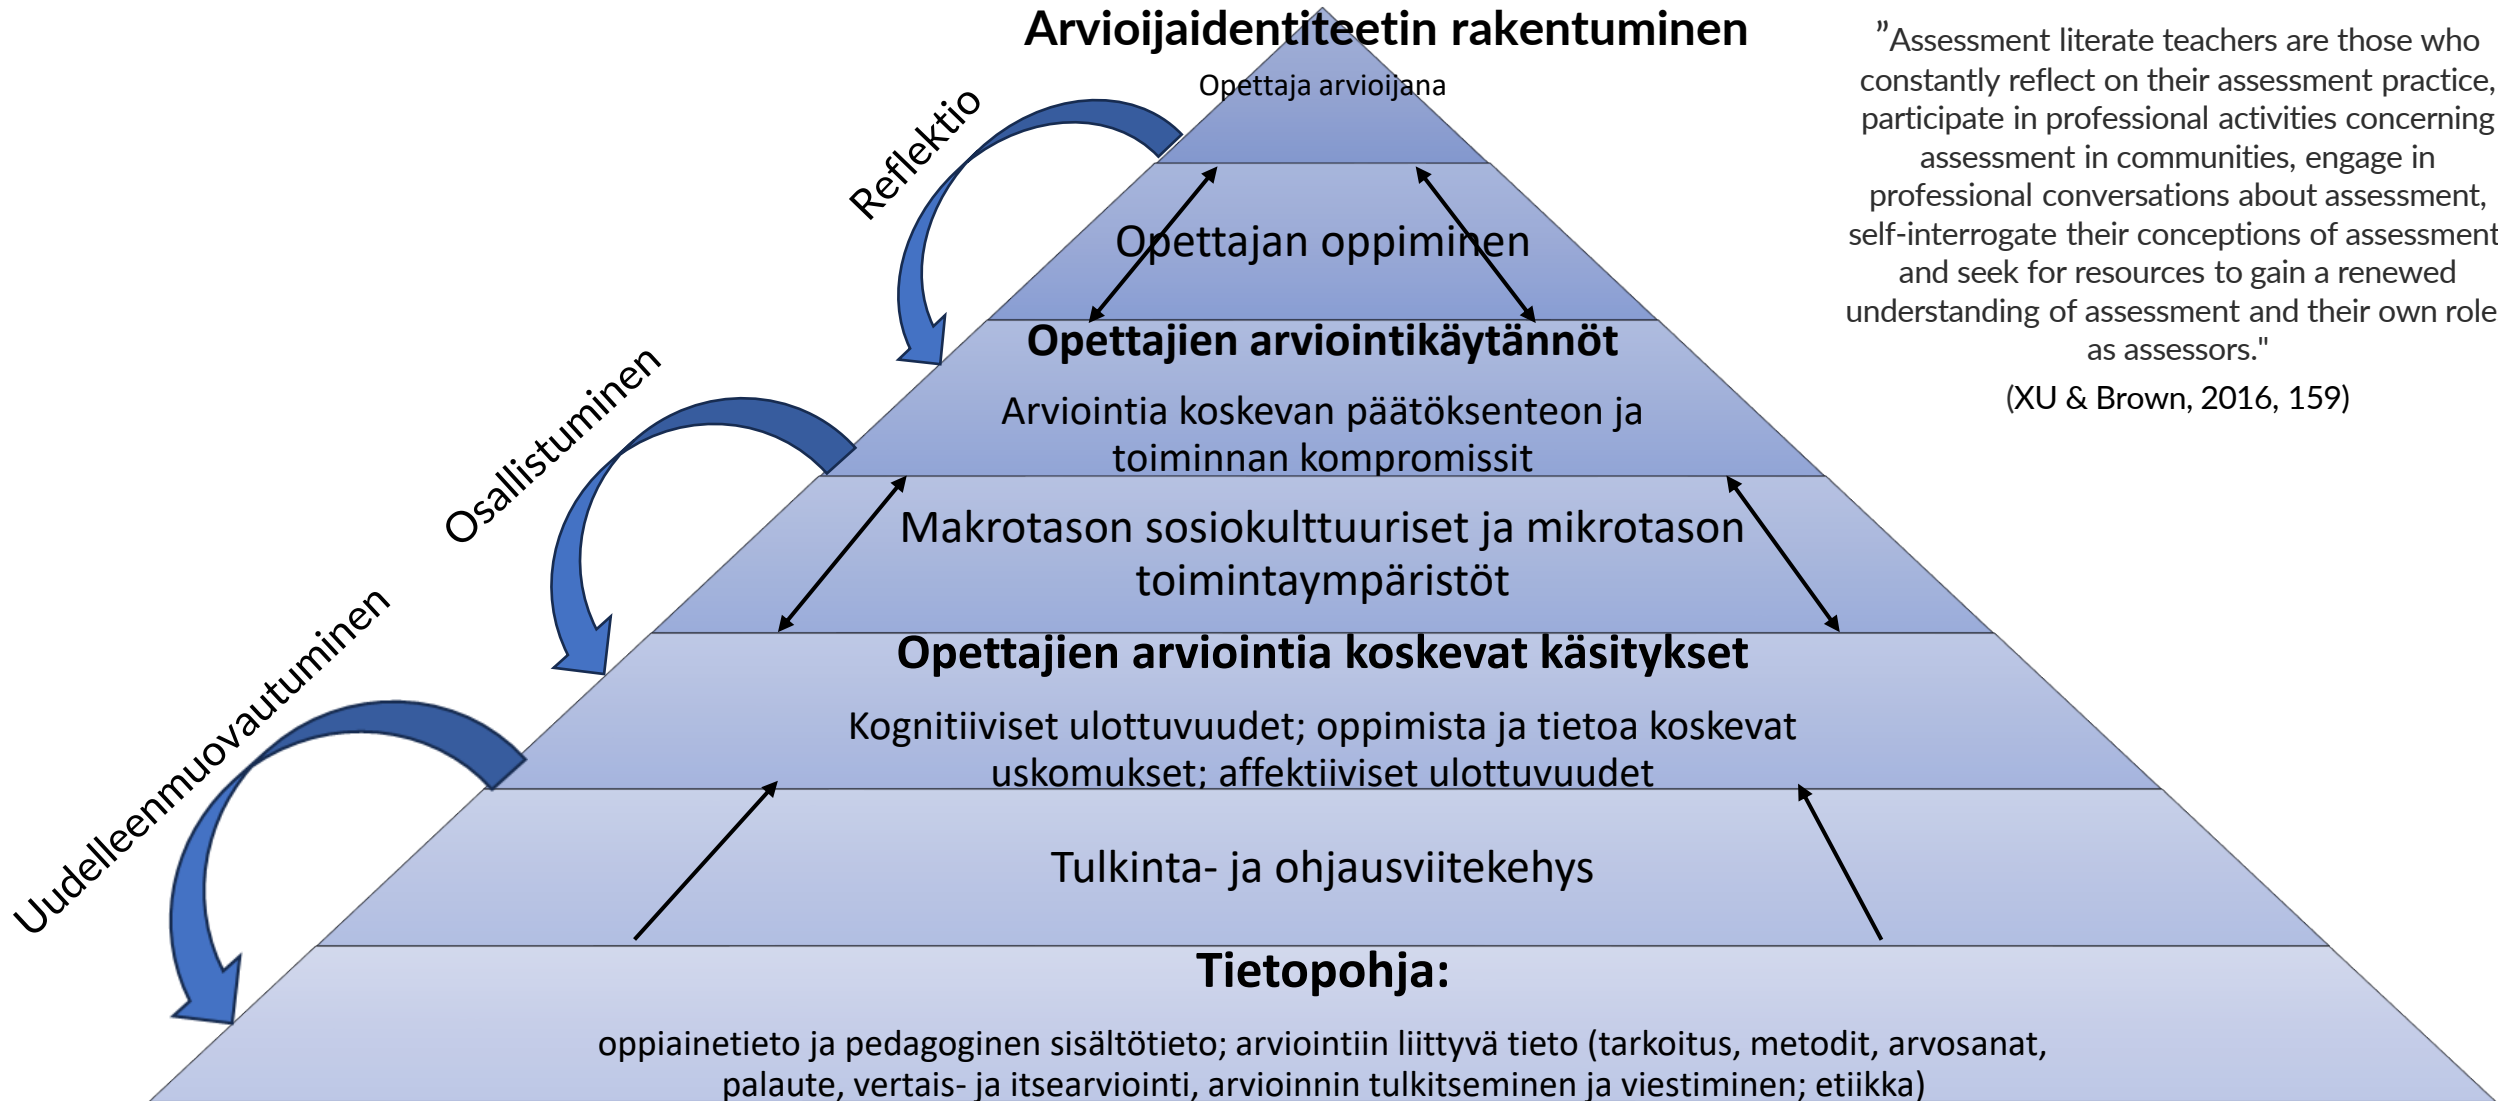 Arvioijaidentiteetin rakentuminen
Opettaja arvioijana
Reflektio
Opettajan oppiminen
Opettajien arviointikäytännöt
Arviointia koskevan päätöksenteon ja
toiminnan kompromissit
Osallistuminen
Makrotason sosiokulttuuriset ja mikrotason
toimintaympäristöt
Opettajien arviointia koskevat käsitykset
Kognitiiviset ulottuvuudet; oppimista ja tietoa koskevat
uskomukset; affektiiviset ulottuvuudet
Uudelleenmuovautuminen
Tulkinta- ja ohjausviitekehys
Tietopohja:
oppiainetieto ja pedagoginen sisältötieto; arviointiin liittyvä tieto (tarkoitus, metodit, arvosanat,
palaute, vertais- ja itsearviointi, arvioinnin tulkitseminen ja viestiminen; etiikka)
”Assessment literate teachers are those who
constantly reflect on their assessment practice,
participate in professional activities concerning
assessment in communities, engage in
professional conversations about assessment,
self-interrogate their conceptions of assessment
and seek for resources to gain a renewed
understanding of assessment and their own role
as assessors."
(XU & Brown, 2016, 159)